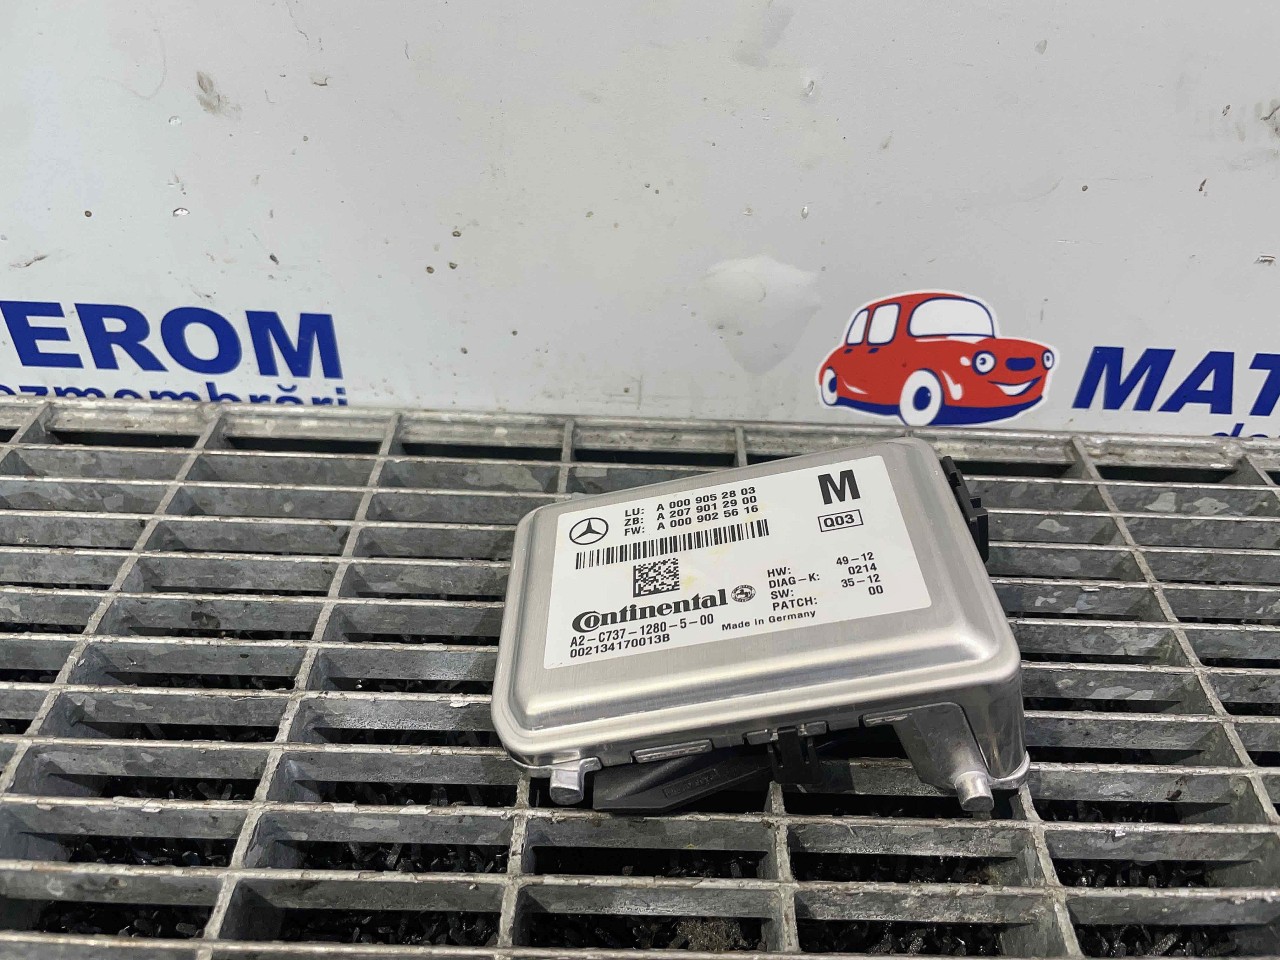 EROM
ezmembrări
MAT
de
LU: A 000 905 28 03
ZB: A 207 901 29 00
FW: A 000 902 56 16
M
Q03
HW: 49-12
DIAG-K: 0214
SW: 35-12
PATCH: 00
Continental
A2-C737-1280-5-00
Made in Germany
002134170013B